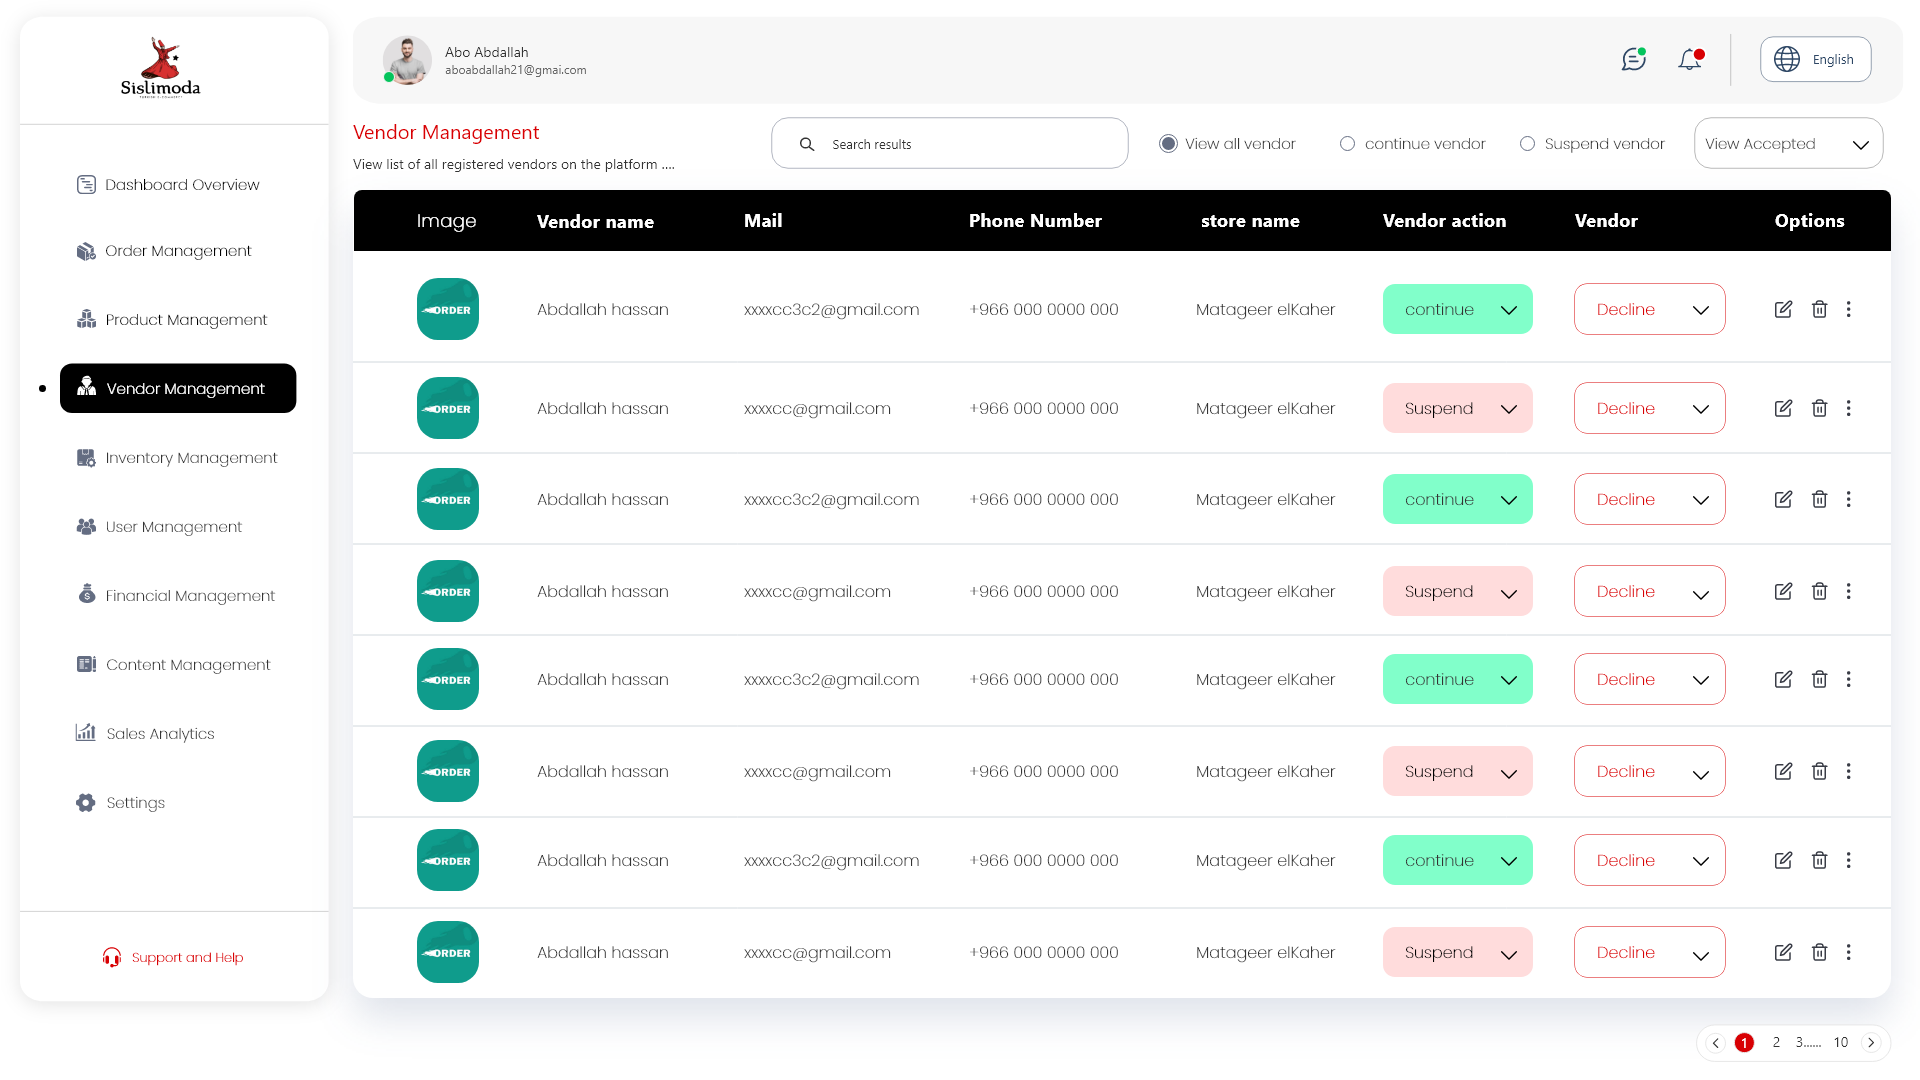 Sislimoda
Dashboard Overview
Order Management
Product Management
Vendor Management
Inventory Management
User Management
Financial Management
Content Management
Sales Analytics
Settings
Support and Help
Abo Abdallah
aboabdallah21@gmai.com
English
Vendor Management
View list of all registered vendors on the platform ....
Search results
View all vendor
continue vendor
Suspend vendor
View Accepted
Image Vendor name Mail Phone Number store name Vendor action Vendor Options
ORDER Abdallah hassan xxxxcc3c2@gmail.com +966 000 0000 000 Matageer elKaher continue Decline
ORDER Abdallah hassan xxxxcc@gmail.com +966 000 0000 000 Matageer elKaher Suspend Decline
ORDER Abdallah hassan xxxxcc3c2@gmail.com +966 000 0000 000 Matageer elKaher continue Decline
ORDER Abdallah hassan xxxxcc@gmail.com +966 000 0000 000 Matageer elKaher Suspend Decline
ORDER Abdallah hassan xxxxcc3c2@gmail.com +966 000 0000 000 Matageer elKaher continue Decline
ORDER Abdallah hassan xxxxcc@gmail.com +966 000 0000 000 Matageer elKaher Suspend Decline
ORDER Abdallah hassan xxxxcc3c2@gmail.com +966 000 0000 000 Matageer elKaher continue Decline
ORDER Abdallah hassan xxxxcc@gmail.com +966 000 0000 000 Matageer elKaher Suspend Decline
1 2 3...... 10